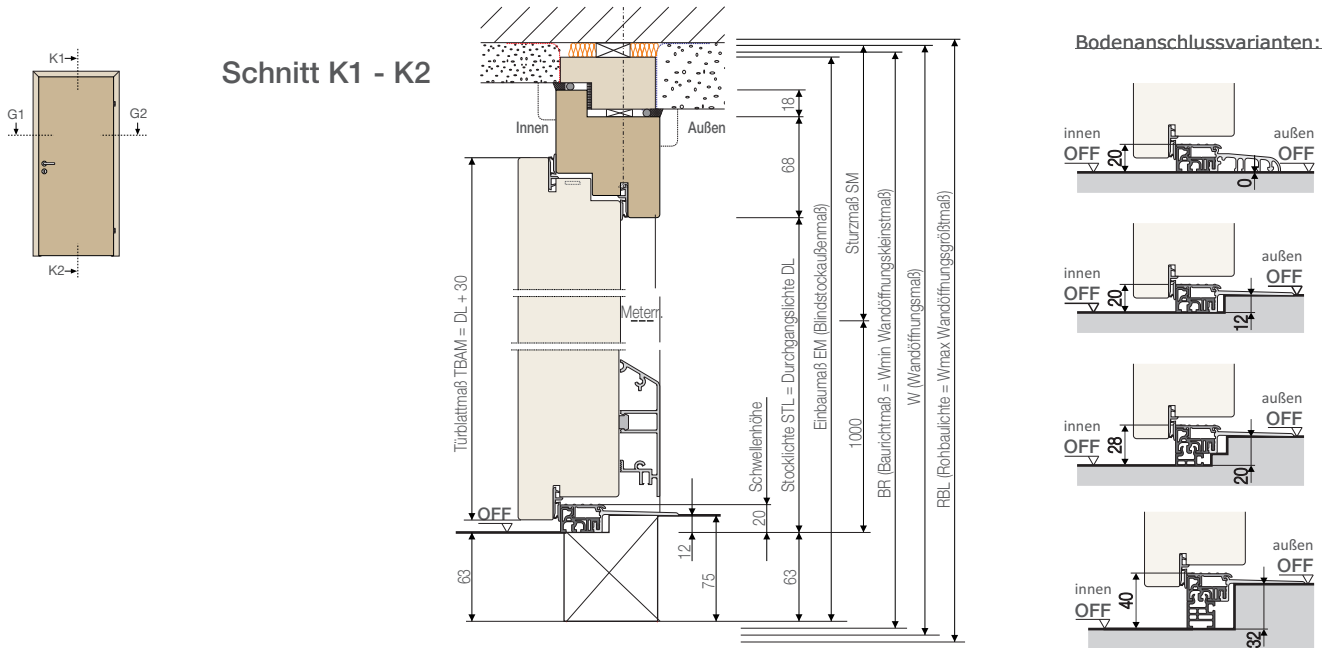 K1
G1
G2
K2
Schnitt K1 - K2
Innen
Außen
18
68
Türblattmaß TBAM = DL + 30
Meterr.
Schwellenhöhe
20
Stocklichte STL = Durchgangslichte DL
Einbaumaß EM (Blindstockaußenmaß)
Sturzmaß SM
1000
BR (Baurichtmaß = Wmin Wandöffnungskleinstmaß)
W (Wandöffnungsmaß)
RBL (Rohbaulichte = Wmax Wandöffnungsgrößtmaß)
OFF
63
12
75
63
Bodenanschlussvarianten:
innen
OFF
20
außen
OFF
0
innen
OFF
20
außen
OFF
12
innen
OFF
28
außen
OFF
20
innen
OFF
40
außen
OFF
32